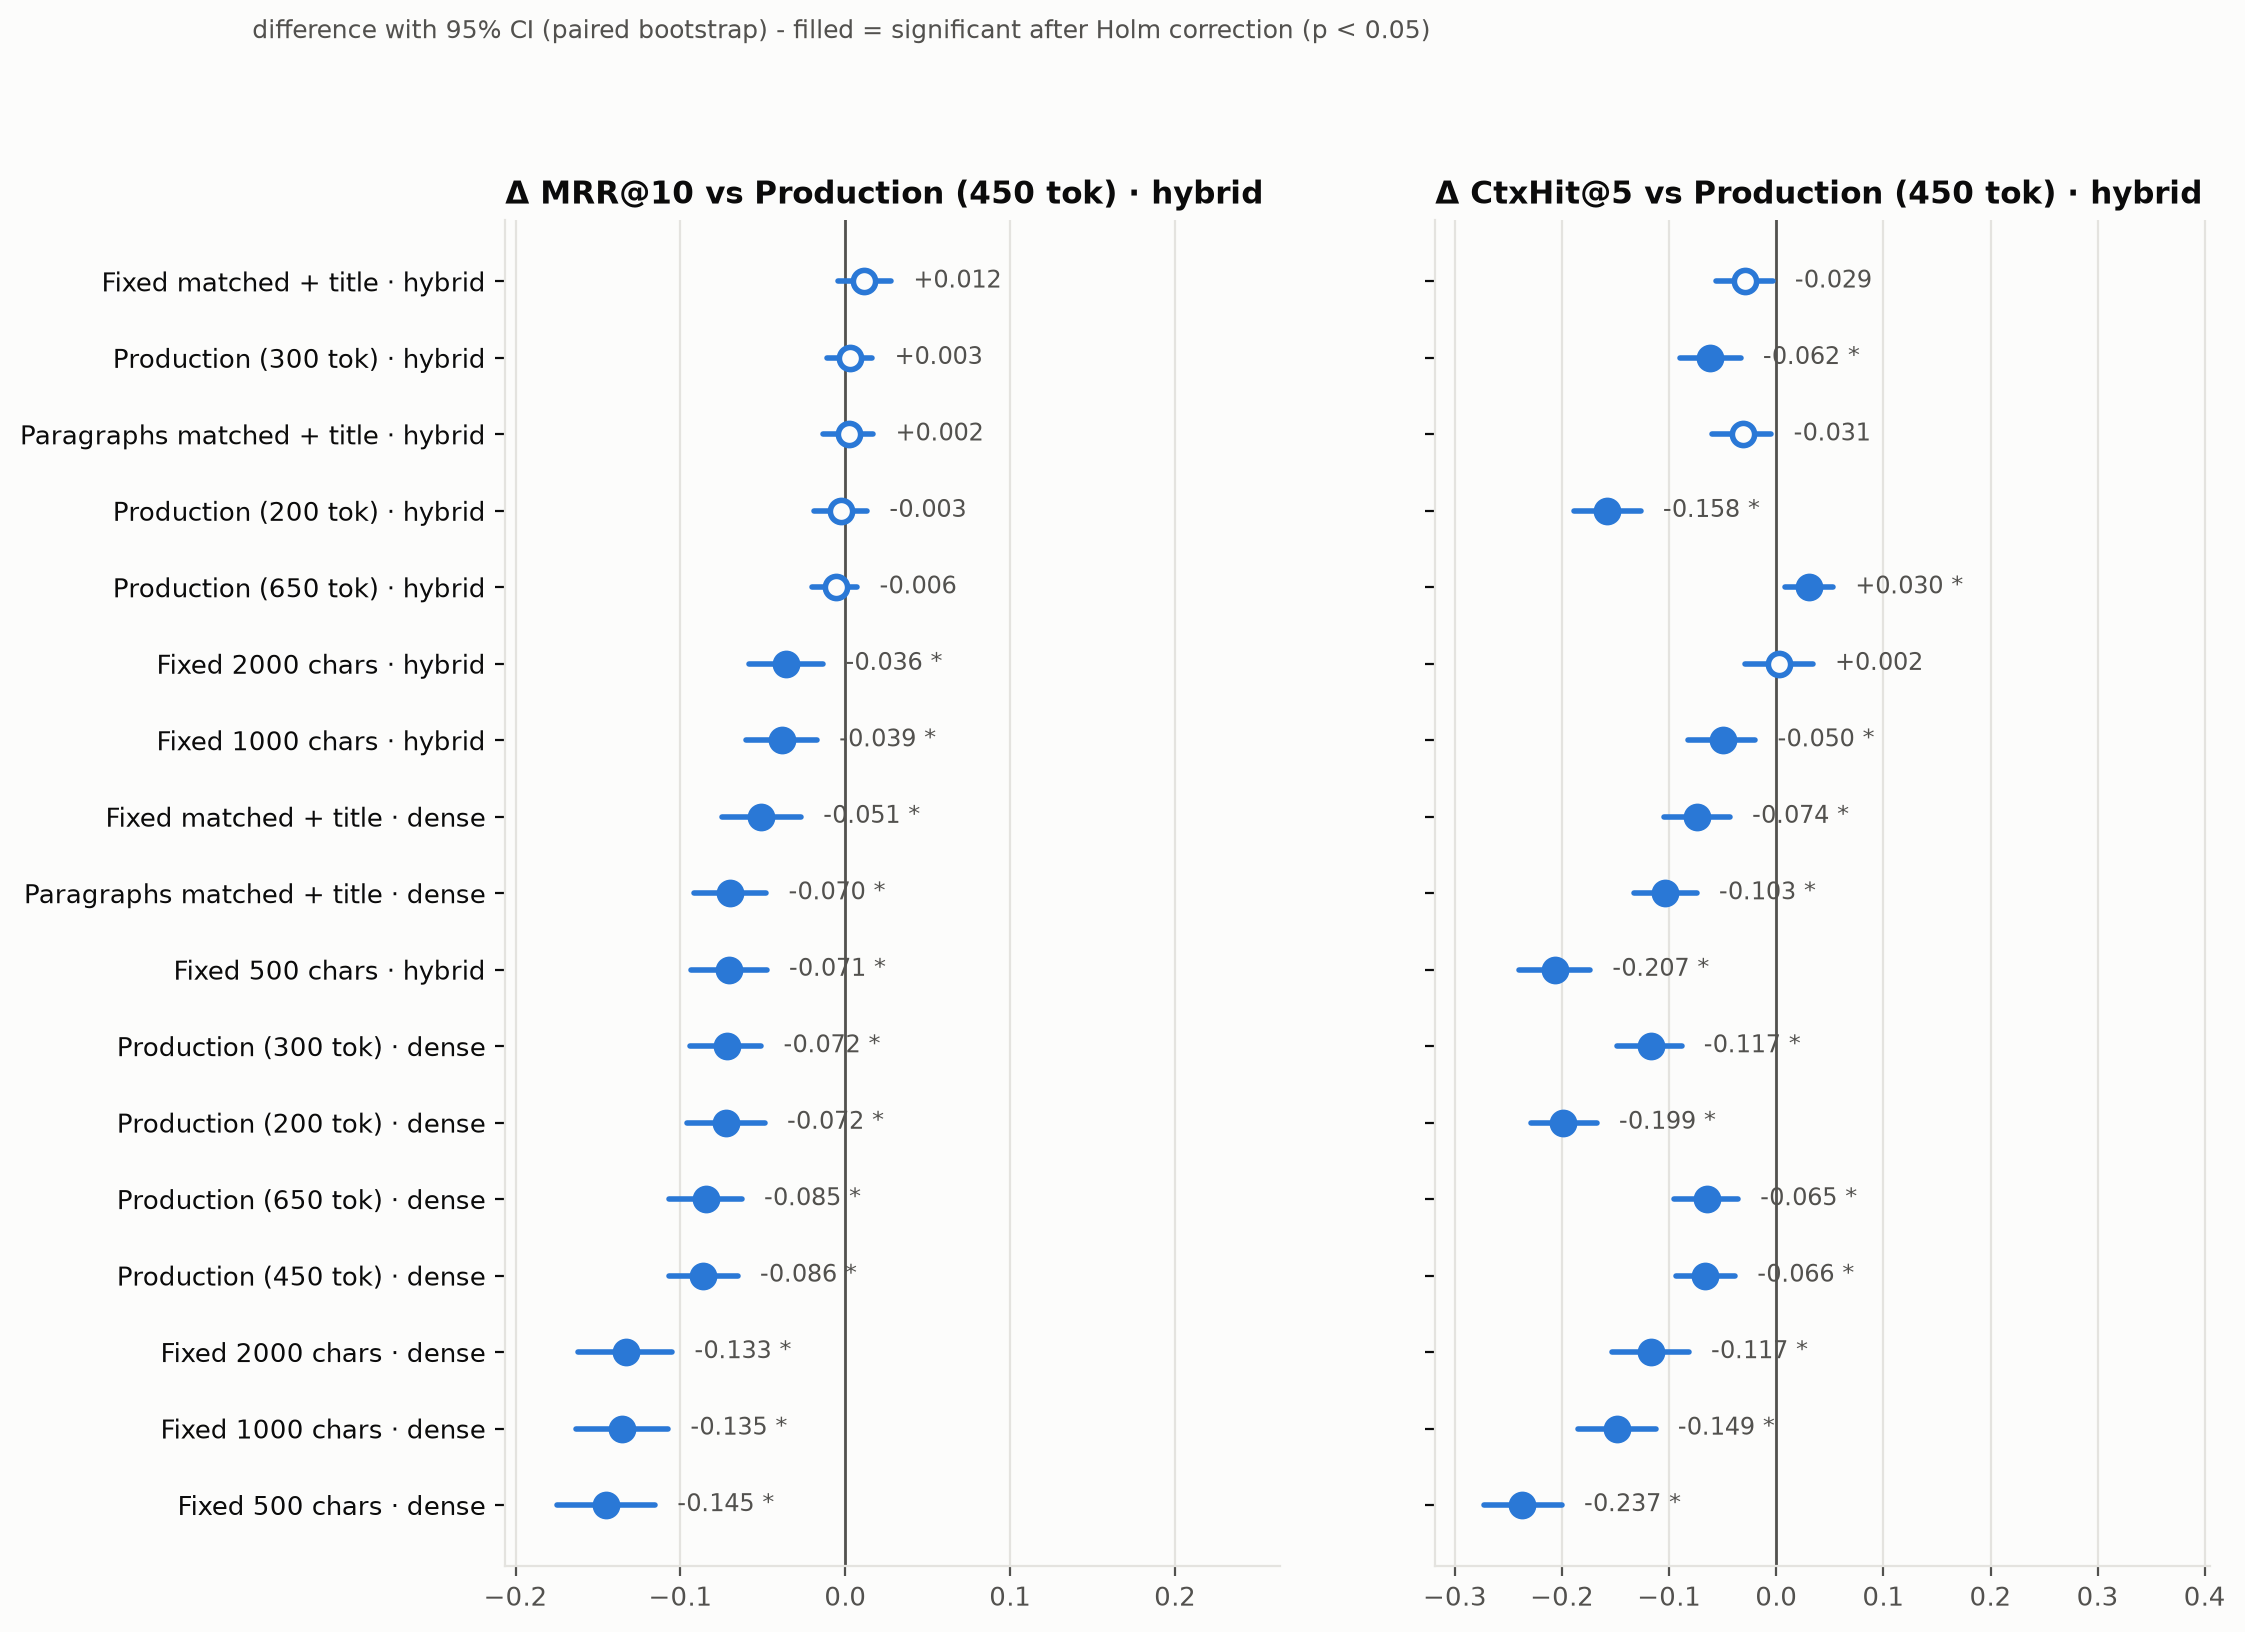 difference with 95% CI (paired bootstrap) - filled = significant after Holm correction (p < 0.05)
Δ MRR@10 vs Production (450 tok) · hybrid
Δ CtxHit@5 vs Production (450 tok) · hybrid
Fixed matched + title · hybrid +0.012 -0.029
Production (300 tok) · hybrid +0.003 -0.062 *
Paragraphs matched + title · hybrid +0.002 -0.031
Production (200 tok) · hybrid -0.003 -0.158 *
Production (650 tok) · hybrid -0.006 +0.030 *
Fixed 2000 chars · hybrid -0.036 * +0.002
Fixed 1000 chars · hybrid -0.039 * -0.050 *
Fixed matched + title · dense -0.051 * -0.074 *
Paragraphs matched + title · dense -0.070 * -0.103 *
Fixed 500 chars · hybrid -0.071 * -0.207 *
Production (300 tok) · dense -0.072 * -0.117 *
Production (200 tok) · dense -0.072 * -0.199 *
Production (650 tok) · dense -0.085 * -0.065 *
Production (450 tok) · dense -0.086 * -0.066 *
Fixed 2000 chars · dense -0.133 * -0.117 *
Fixed 1000 chars · dense -0.135 * -0.149 *
Fixed 500 chars · dense -0.145 * -0.237 *
−0.2 −0.1 0.0 0.1 0.2
−0.3 −0.2 −0.1 0.0 0.1 0.2 0.3 0.4